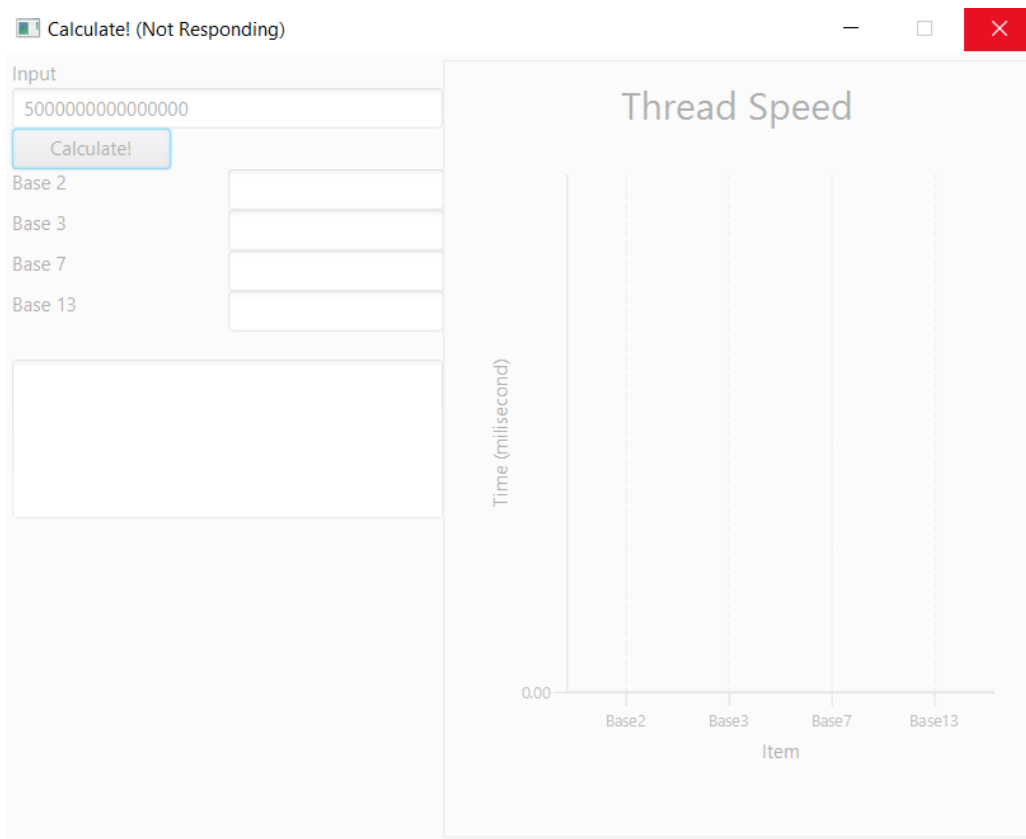 Calculate! (Not Responding)
Input
5000000000000000
Calculate!
Base 2
Base 3
Base 7
Base 13
Thread Speed
Time (milisecond)
0.00
Base2 Base3 Base7 Base13
Item